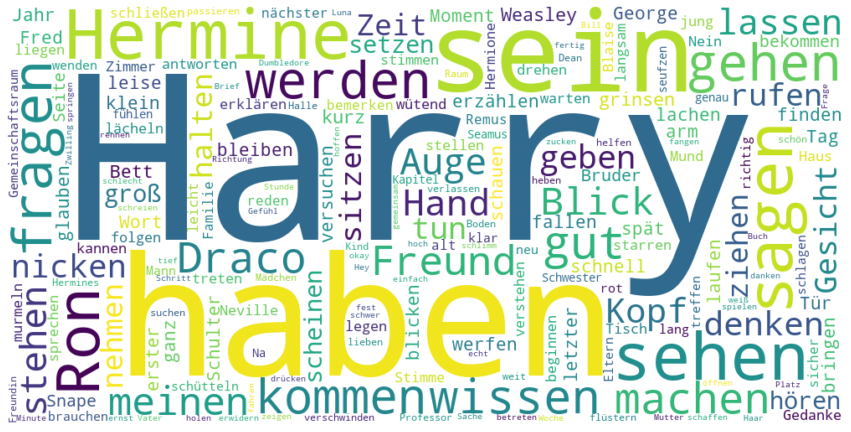 Harry
haben
sein
Hermine
werden
sehen
sagen
fragen
gehen
lassen
Ron
kommen
wissen
gut
Draco
Freund
Blick
Hand
Auge
geben
machen
meinen
stehen
nicken
nehmen
halten
sitzen
Kopf
denken
Gesicht
ziehen
rufen
hören
tun
Zeit
setzen
Weasley
George
Moment
Jahr
Fred
schließen
passieren
nächster
Luna
Bill
fertig
jung
Nein
bekommen
liegen
wenden
Zimmer
antworten
stimmen
Dumbledore
Brief
Raum
Dean
Hermione
Blaise
langsam
drehen
seufzen
genau
Frage
springen
rennen
Gemeinschaftsraum
Seite
leise
klein
fühlen
lächeln
erklären
Halle
bemerken
wütend
erzählen
warten
grinsen
finden
Tag
lachen
arm
Remus
Seamus
helfen
zucken
fangen
schön
Haus
Mund
richtig
kurz
bleiben
Zwilling
schlecht
schreien
Bett
groß
glauben
Wort
folgen
leicht
Familie
Richtung
Stunde
Gefühl
reden
versuchen
hoffen
verlassen
gemeinsam
Kapitel
schauen
stellen
Bruder
heben
fallen
spät
starren
Boden
klar
alt
neu
schnell
Schwester
Buch
danken
schlagen
laufen
treffen
Tür
kannen
Mann
tief
treten
Mädchen
Kind
okay
Hey
hoch
schlimm
einfach
verstehen
rot
weiß
spielen
lang
Tisch
letzter
beginnen
Eltern
sicher
bringen
murmeln
sprechen
Hermines
Schritt
suchen
Neville
Schulter
ganz
erster
scheinen
blicken
legen
fest
schwer
lieben
echt
werfen
Na
drücken
weit
Stimme
schütteln
Snape
brauchen
Freundin
Minute
ernst
Vater
holen
erwidern
fahren
zeigen
verschwinden
Professor
Sache
betreten
Woche
flüstern
Mutter
schaffen
öffnen
Haar
Platz
Gedanke